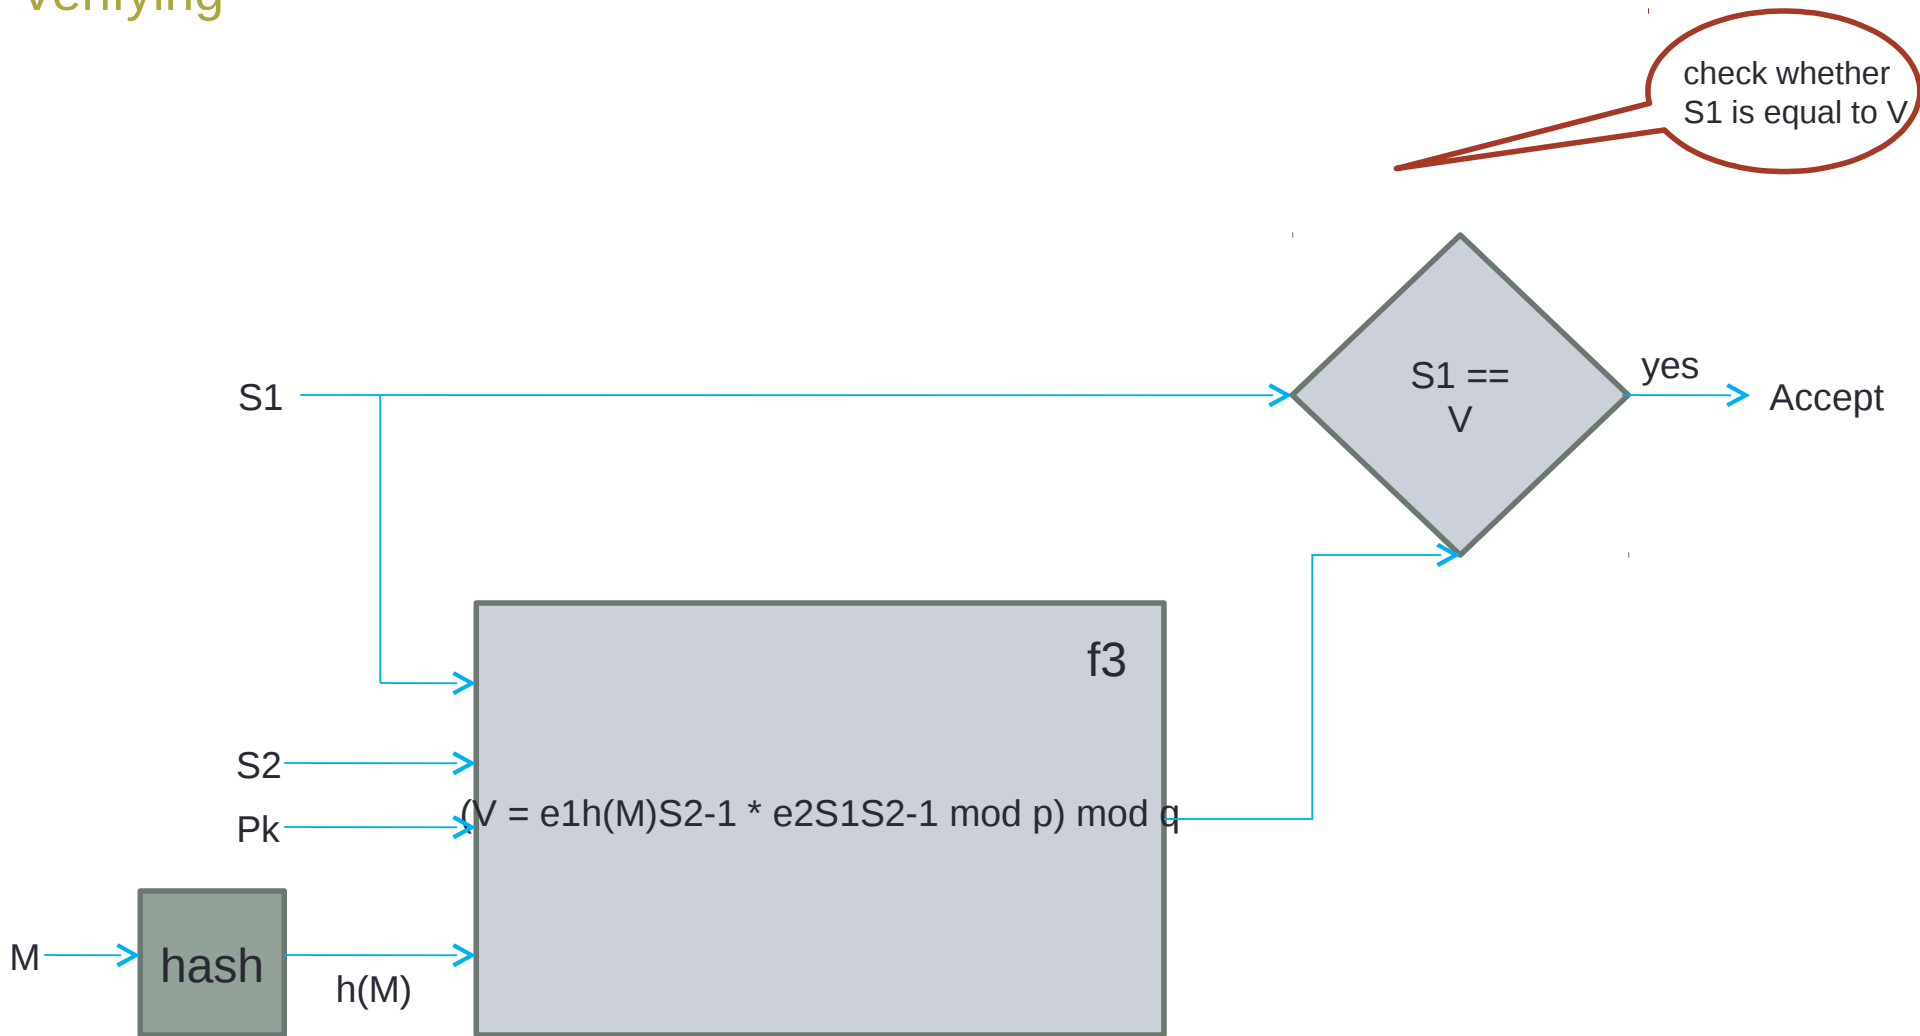 Verifying
check whether
S1 is equal to V
S1 ==
V
yes
S1
Accept
f3
S2
(V = e1h(M)S2-1 * e2S1S2-1 mod p) mod q
Pk
M
hash
h(M)